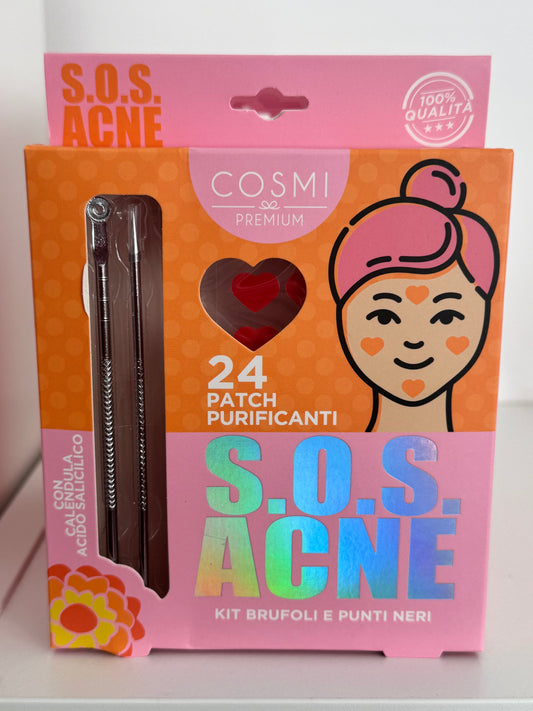 S.O.S.
ACNE
100%
QUALITÀ
COSMI
PREMIUM
24
PATCH
PURIFICANTI
CON
CALENDULA
ACIDO SALICILICO
S.O.S.
ACNE
KIT BRUFOLI E PUNTI NERI